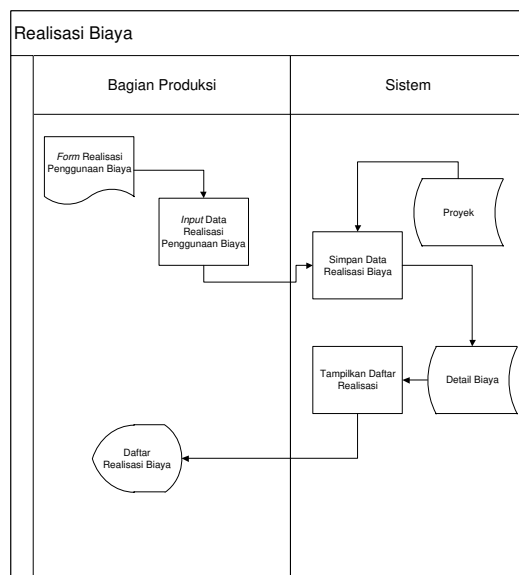 Realisasi Biaya
Bagian Produksi
Sistem
Form Realisasi
Penggunaan Biaya
Input Data
Realisasi
Penggunaan Biaya
Proyek
Simpan Data
Realisasi Biaya
Tampilkan Daftar
Realisasi
Detail Biaya
Daftar
Realisasi Biaya